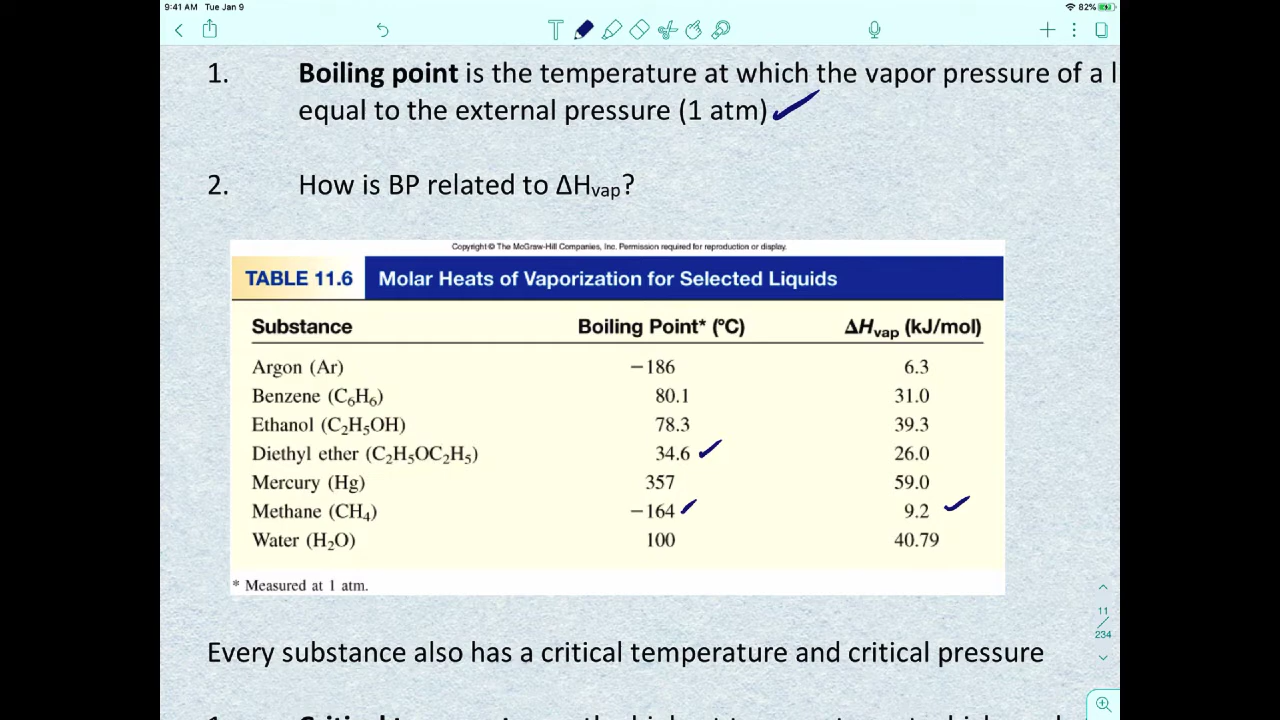 9:41 AM Tue Jan 9 82%
T
1. Boiling point is the temperature at which the vapor pressure of a l
equal to the external pressure (1 atm)
2. How is BP related to ΔHvap?
Copyright © The McGraw-Hill Companies, Inc. Permission required for reproduction or display.
TABLE 11.6 Molar Heats of Vaporization for Selected Liquids
Substance Boiling Point* (°C) ΔHvap (kJ/mol)
Argon (Ar) −186 6.3
Benzene (C6H6) 80.1 31.0
Ethanol (C2H5OH) 78.3 39.3
Diethyl ether (C2H5OC2H5) 34.6 26.0
Mercury (Hg) 357 59.0
Methane (CH4) −164 9.2
Water (H2O) 100 40.79
* Measured at 1 atm.
11
/
234
Every substance also has a critical temperature and critical pressure